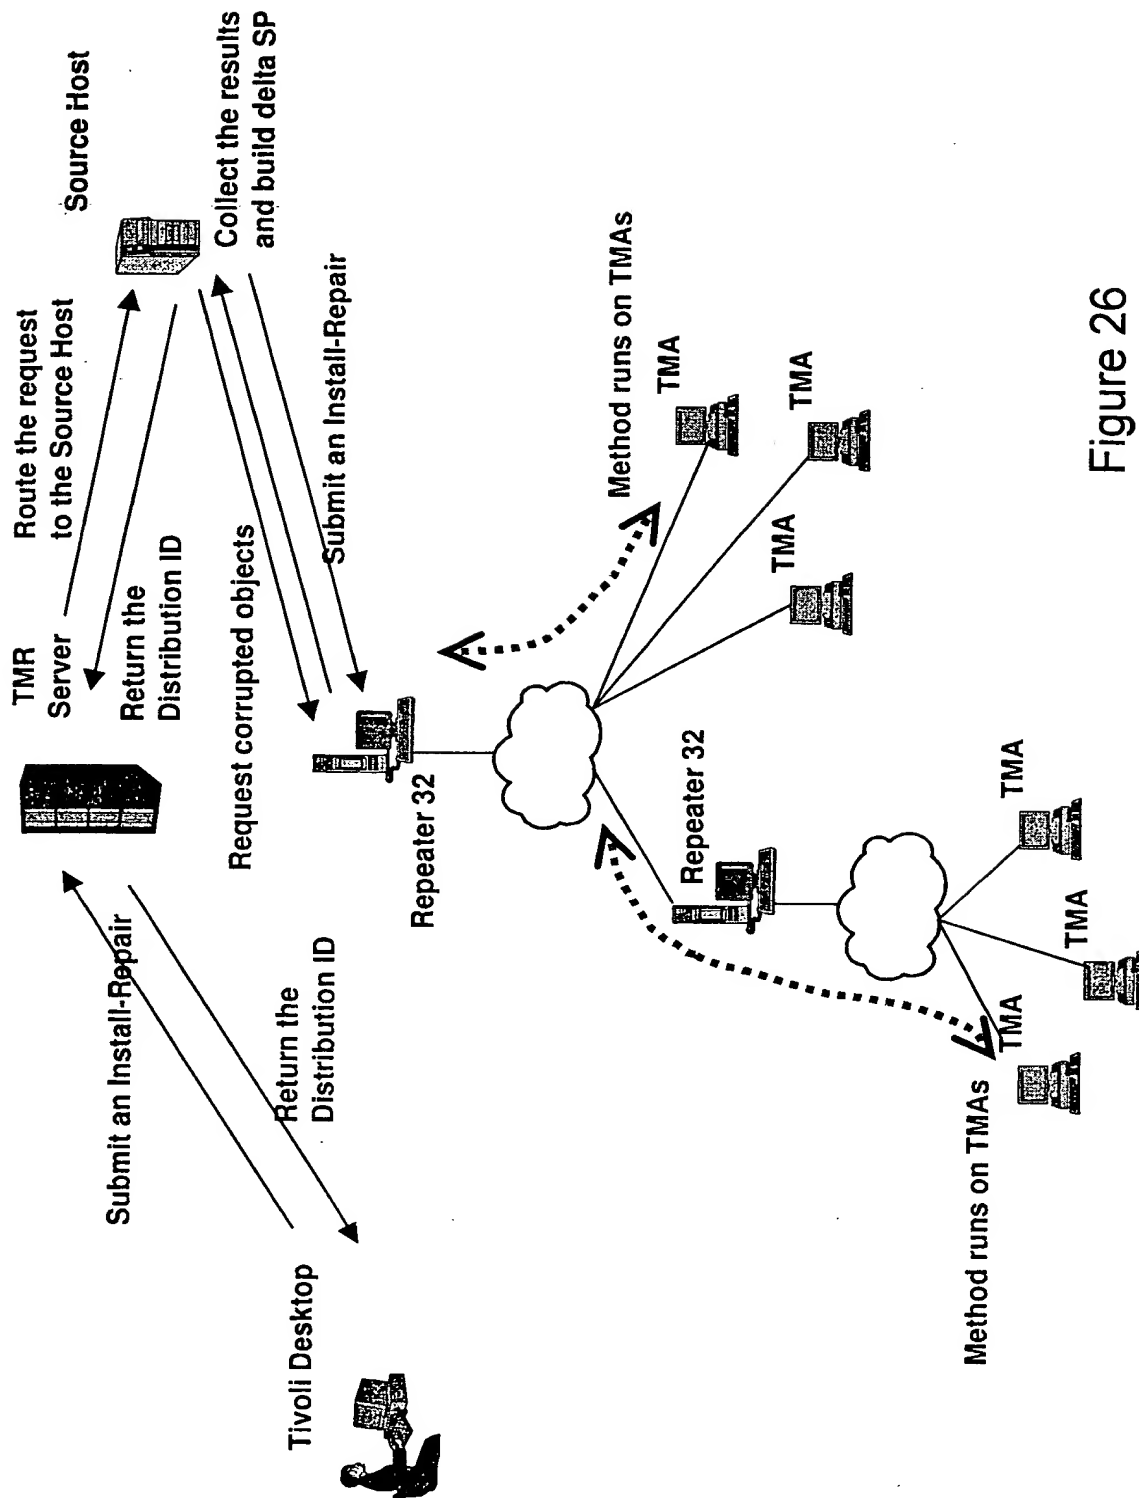 Tivoli Desktop
Submit an Install-Repair
Return the
Distribution ID
TMR
Server
Route the request
to the Source Host
Return the
Distribution ID
Source Host
Collect the results
and build delta SP
Request corrupted objects
Submit an Install-Repair
Repeater 32
Method runs on TMAs
TMA
TMA
TMA
Repeater 32
TMA
TMA
TMA
Method runs on TMAs
Figure 26